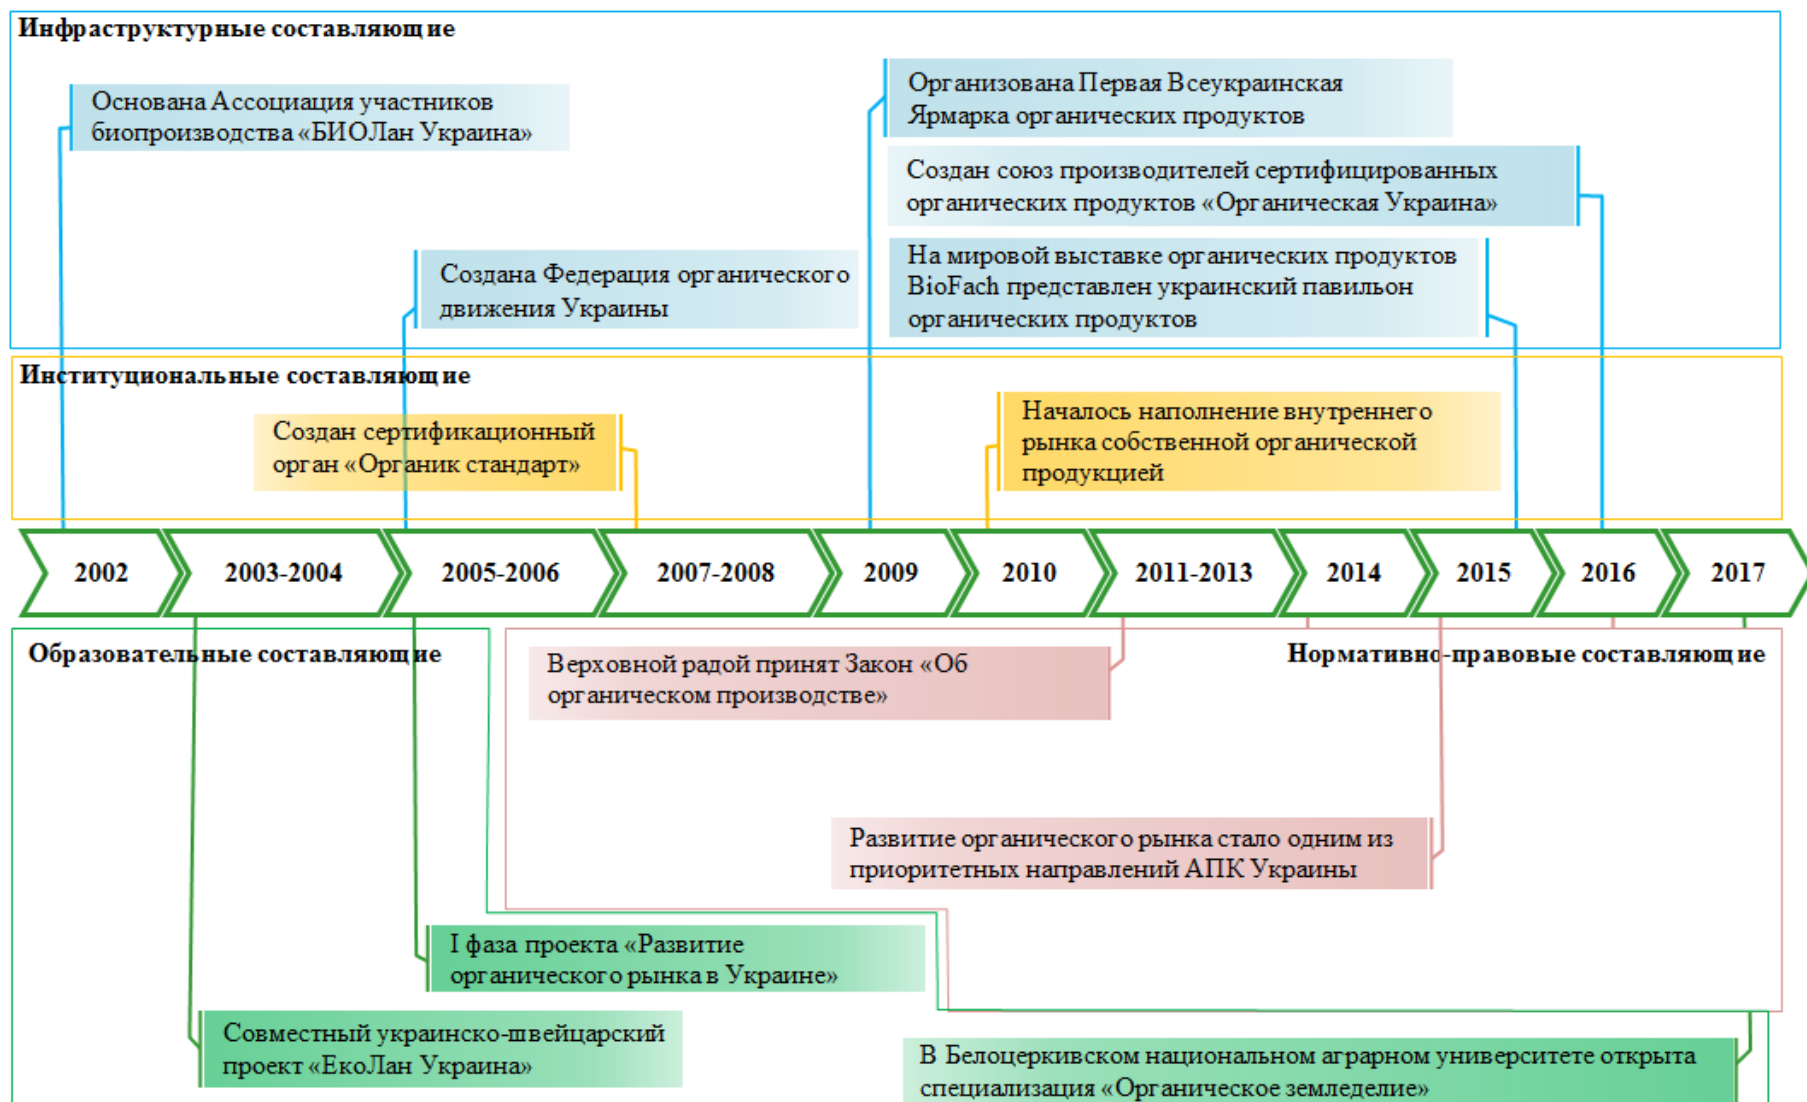 Инфраструктурные составляющие
Основана Ассоциация участников
биопроизводства «БИОЛан Украина»
Организована Первая Всеукраинская
Ярмарка органических продуктов
Создан союз производителей сертифицированных
органических продуктов «Органическая Украина»
Создана Федерация органического
движения Украины
На мировой выставке органических продуктов
BioFach представлен украинский павильон
органических продуктов
Институциональные составляющие
Создан сертификационный
орган «Органик стандарт»
Началось наполнение внутреннего
рынка собственной органической
продукцией
2002
2003-2004
2005-2006
2007-2008
2009
2010
2011-2013
2014
2015
2016
2017
Образовательные составляющие
Нормативно-правовые составляющие
Верховной радой принят Закон «Об
органическом производстве»
Развитие органического рынка стало одним из
приоритетных направлений АПК Украины
I фаза проекта «Развитие
органического рынка в Украине»
Совместный украинско-швейцарский
проект «ЕкоЛан Украина»
В Белоцеркивском национальном аграрном университете открыта
специализация «Органическое земледелие»